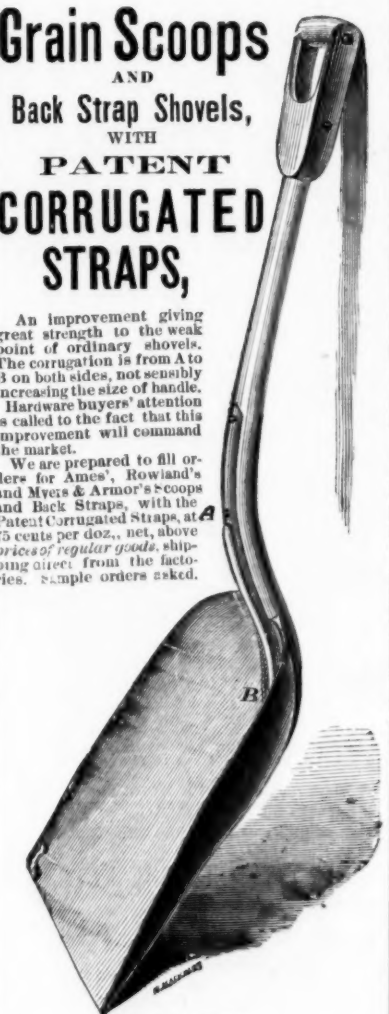 Grain Scoops
AND
Back Strap Shovels,
WITH
PATENT
CORRUGATED
STRAPS,
An improvement giving
great strength to the weak
point of ordinary shovels.
The corrugation is from A to
B on both sides, not sensibly
increasing the size of handle.
Hardware buyers' attention
is called to the fact that this
improvement will command
the market.
We are prepared to fill or-
ders for Ames', Rowland's
and Myers & Armor's Scoops
and Back Straps, with the
Patent Corrugated Straps, at
75 cents per doz., net, above
prices of regular goods, ship-
ping direct from the facto-
ries. Sample orders asked.
A
B